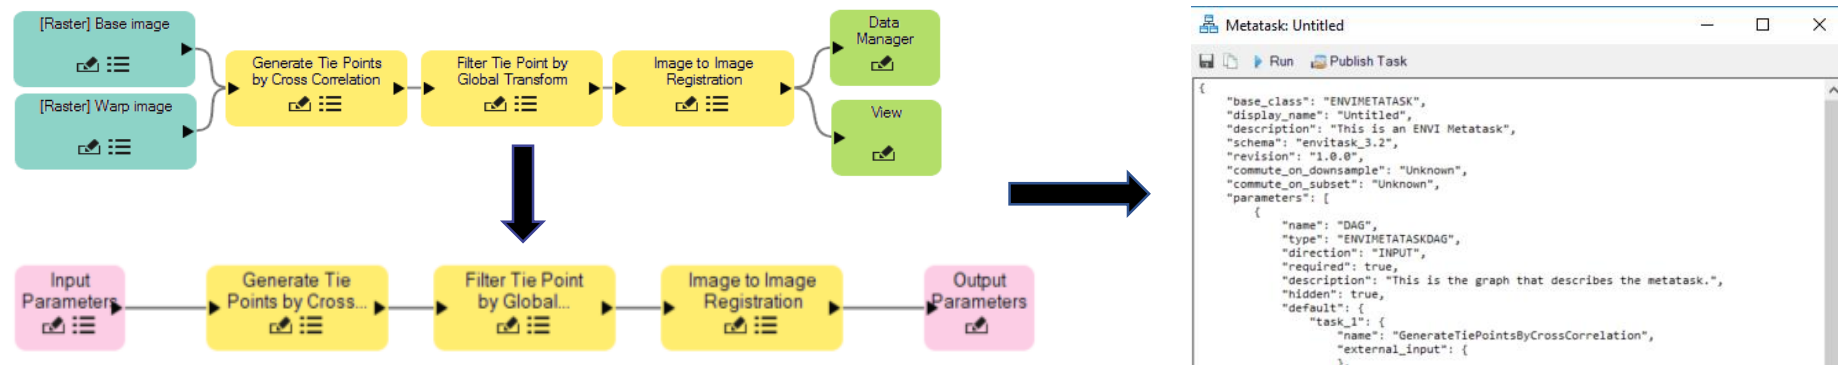 [Raster] Base image
[Raster] Warp image
Generate Tie Points
by Cross Correlation
Filter Tie Point by
Global Transform
Image to Image
Registration
Data
Manager
View
Input
Parameters
Generate Tie
Points by Cross...
Filter Tie Point
by Global...
Image to Image
Registration
Output
Parameters
Metatask: Untitled
Run Publish Task
{
"base_class": "ENVIMETATASK",
"display_name": "Untitled",
"description": "This is an ENVI Metatask",
"schema": "envitask_3.2",
"revision": "1.0.0",
"commute_on_downsample": "Unknown",
"commute_on_subset": "Unknown",
"parameters": [
{
"name": "DAG",
"type": "ENVIMETATASKDAG",
"direction": "INPUT",
"required": true,
"description": "This is the graph that describes the metatask.",
"hidden": true,
"default": {
"task_1": {
"name": "GenerateTiePointsByCrossCorrelation",
"external_input": {